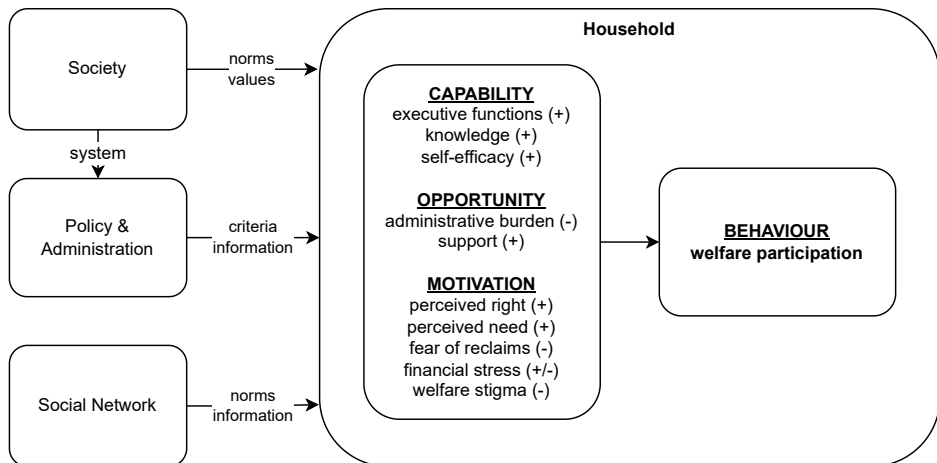 Society
norms
values
system
Policy &
Administration
criteria
information
Social Network
norms
information
Household
CAPABILITY
executive functions (+)
knowledge (+)
self-efficacy (+)
OPPORTUNITY
administrative burden (-)
support (+)
MOTIVATION
perceived right (+)
perceived need (+)
fear of reclaims (-)
financial stress (+/-)
welfare stigma (-)
BEHAVIOUR
welfare participation